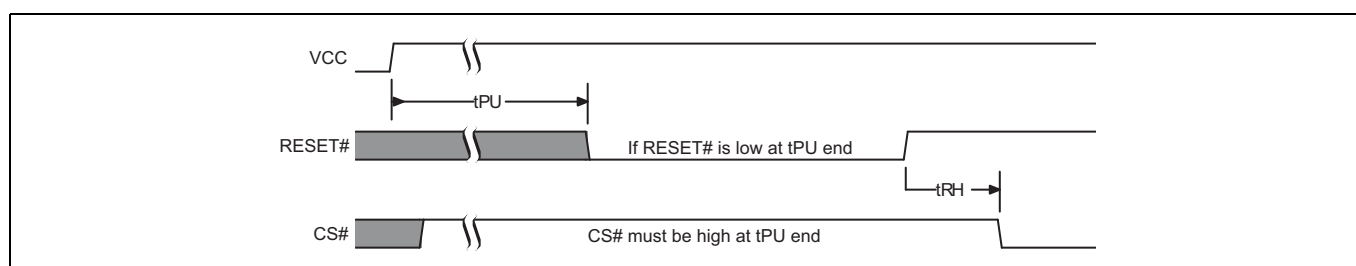 VCC
tPU
RESET#
If RESET# is low at tPU end
tRH
CS#
CS# must be high at tPU end